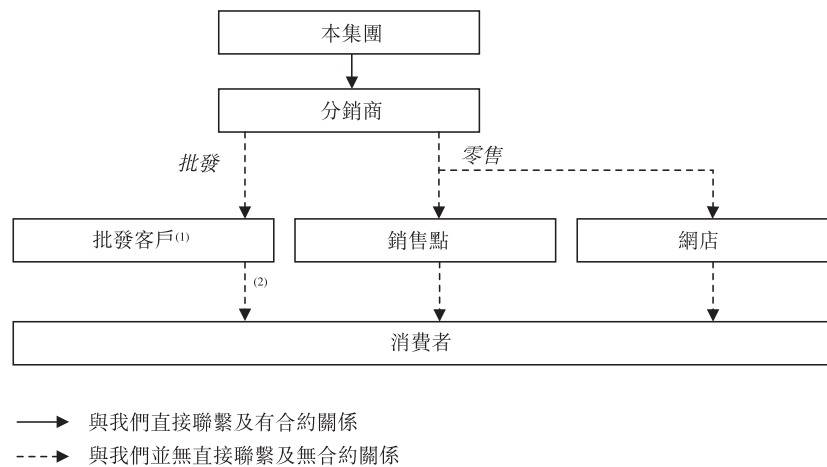 本集團
分銷商
批發
零售
批發客戶(1)
銷售點
網店
(2)
消費者
與我們直接聯繫及有合約關係
與我們並無直接聯繫及無合約關係